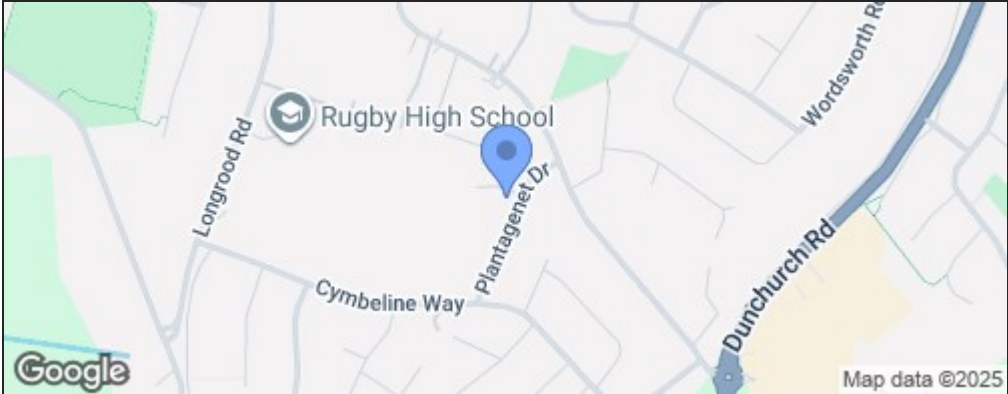 Wordsworth Rd
Rugby High School
Longrood Rd
Plantagenet Dr
Dunchurch Rd
Cymbeline Way
Google
Map data ©2025